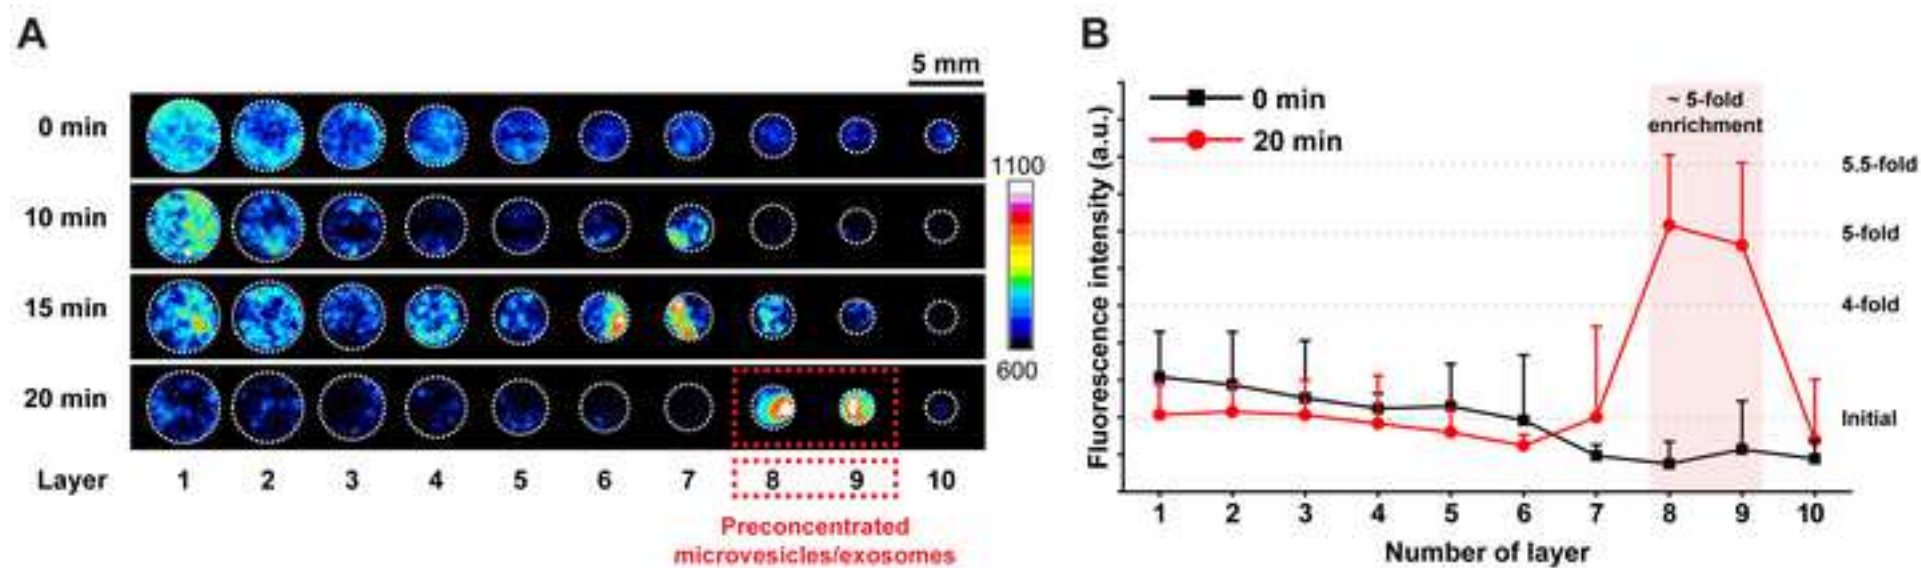 A
5 mm
0 min
10 min
15 min
20 min
1100
600
Layer 1 2 3 4 5 6 7 8 9 10
Preconcentrated
microvesicles/exosomes
B
Fluorescence intensity (a.u.)
0 min
20 min
~ 5-fold
enrichment
5.5-fold
5-fold
4-fold
Initial
1 2 3 4 5 6 7 8 9 10
Number of layer